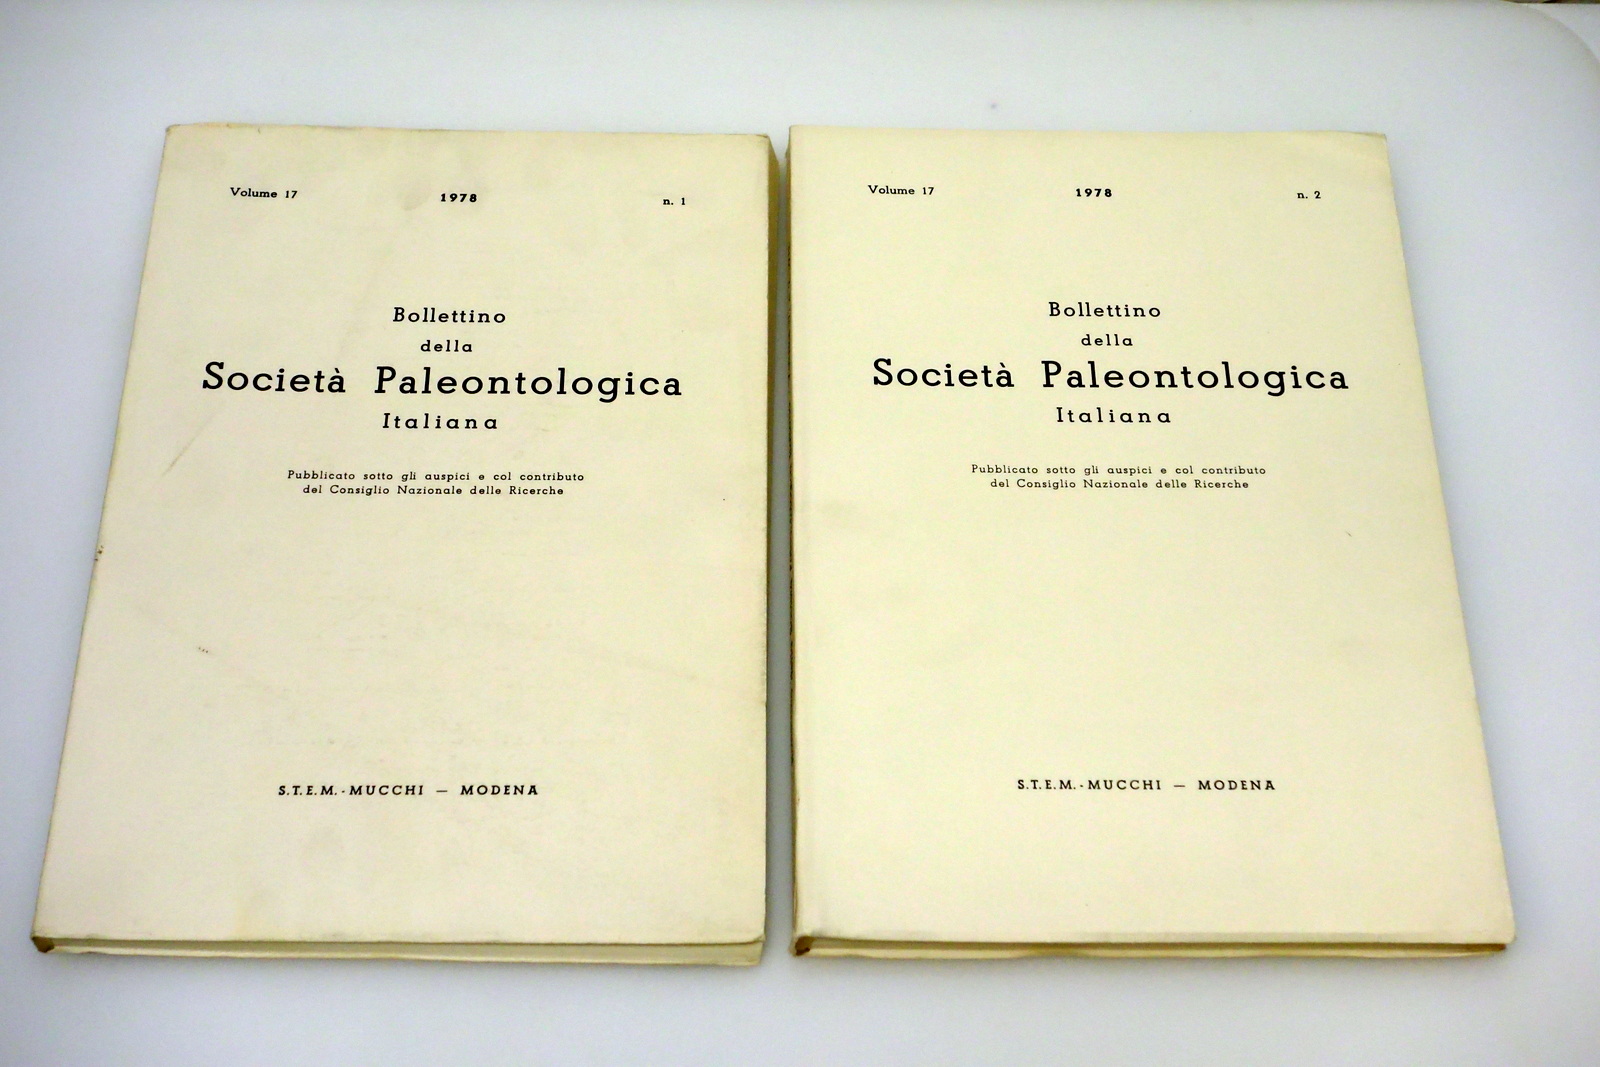 Volume 17 1978 n. 1
Bollettino
della
Società Paleontologica
Italiana
Pubblicato sotto gli auspici e col contributo
del Consiglio Nazionale delle Ricerche
S.T.E.M.-MUCCHI — MODENA
Volume 17 1978 n. 2
Bollettino
della
Società Paleontologica
Italiana
Pubblicato sotto gli auspici e col contributo
del Consiglio Nazionale delle Ricerche
S.T.E.M.-MUCCHI — MODENA